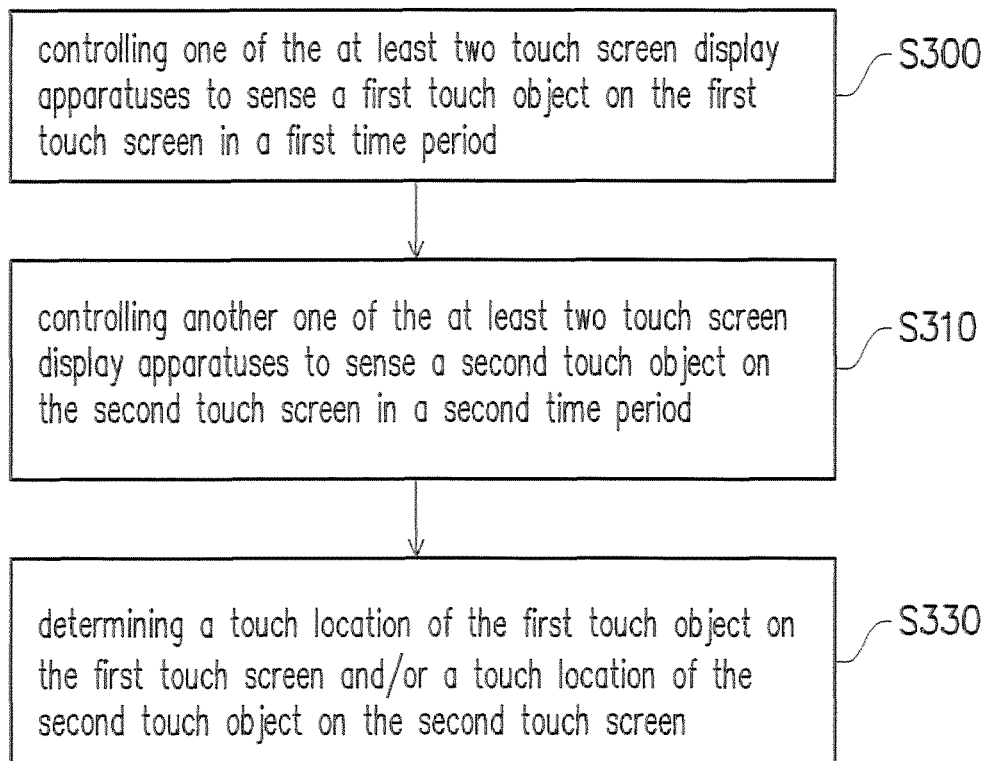 controlling one of the at least two touch screen display
apparatuses to sense a first touch object on the first
touch screen in a first time period
S300
controlling another one of the at least two touch screen
display apparatuses to sense a second touch object on
the second touch screen in a second time period
S310
determining a touch location of the first touch object on
the first touch screen and/or a touch location of the
second touch object on the second touch screen
S330